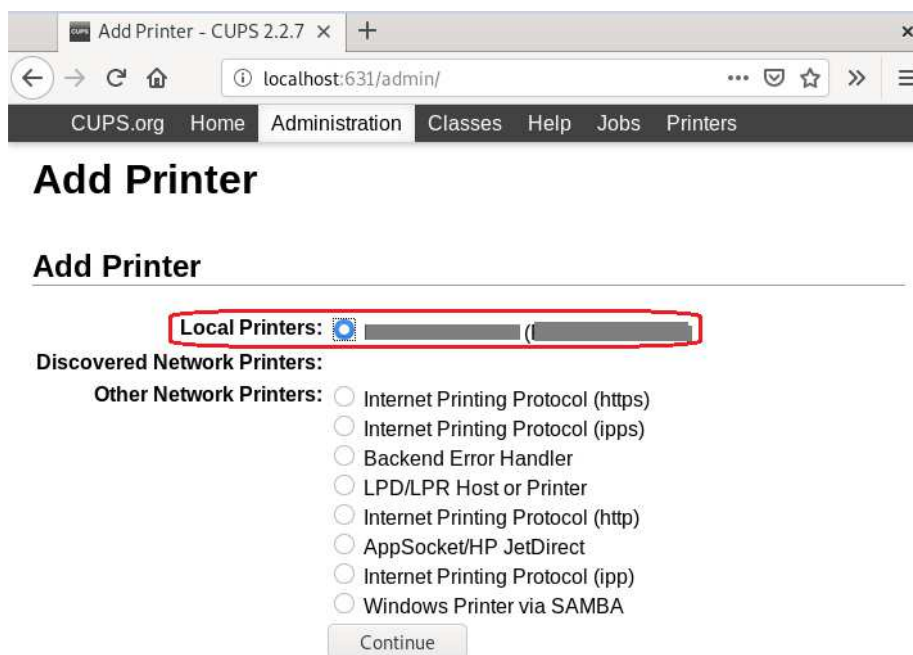 CUPS Add Printer - CUPS 2.2.7
localhost:631/admin/
CUPS.org Home Administration Classes Help Jobs Printers
Add Printer
Add Printer
Local Printers:
Discovered Network Printers:
Other Network Printers:
Internet Printing Protocol (https)
Internet Printing Protocol (ipps)
Backend Error Handler
LPD/LPR Host or Printer
Internet Printing Protocol (http)
AppSocket/HP JetDirect
Internet Printing Protocol (ipp)
Windows Printer via SAMBA
Continue